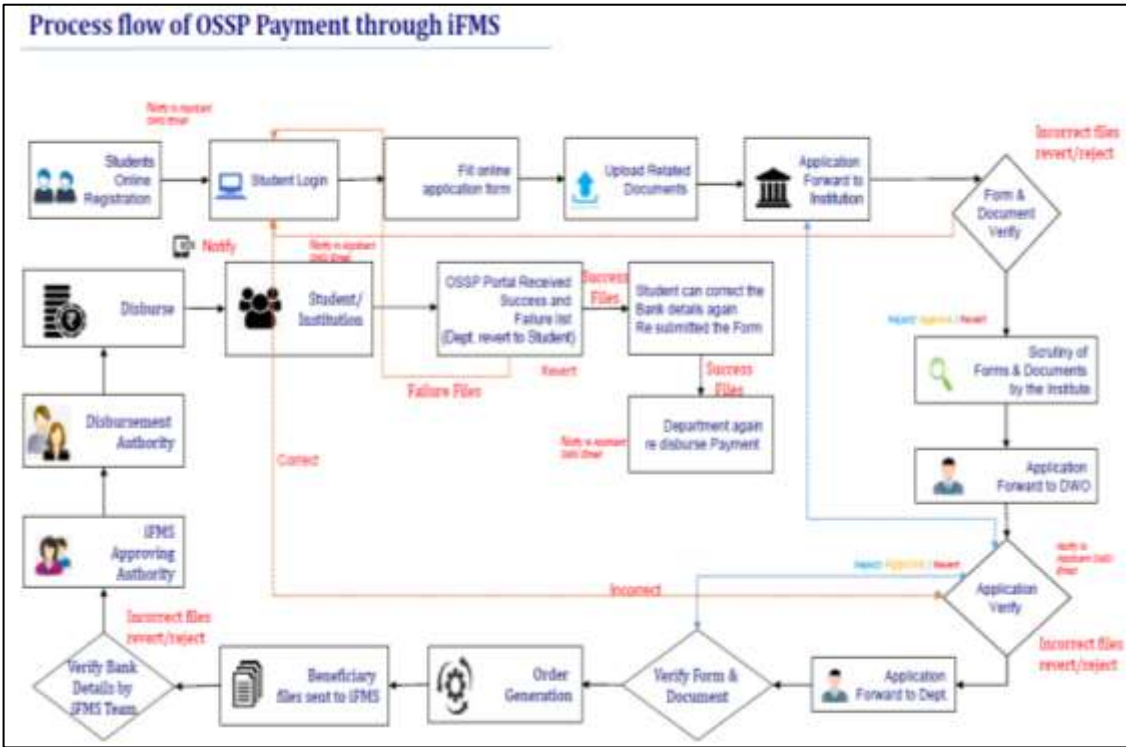 Process flow of OSSP Payment through iFMS
Incorrect files
revert/reject
Students
Online
Registration
Student Login
Fill online
application form
Upload Related
Documents
Application
Forward to
Institution
Form &
Document
Verify
Notify
Disburse
Student/
Institution
OSSP Portal Received
Success and
Failure list
(Dept. revert to Student)
Success
Files
Student can correct the
Bank details again
Re submitted the Form
Revert
Failure Files
Success
Files
Scrutiny of
Forms & Documents
by the Institute
Disbursement
Authority
Department again
re disburse Payment
Correct
Application
Forward to DWO
iFMS
Approving
Authority
Incorrect
Application
Verify
Incorrect files
revert/reject
Incorrect files
revert/reject
Verify Bank
Details by
iFMS Team
Beneficiary
files sent to iFMS
Order
Generation
Verify Form &
Document
Application
Forward to Dept.